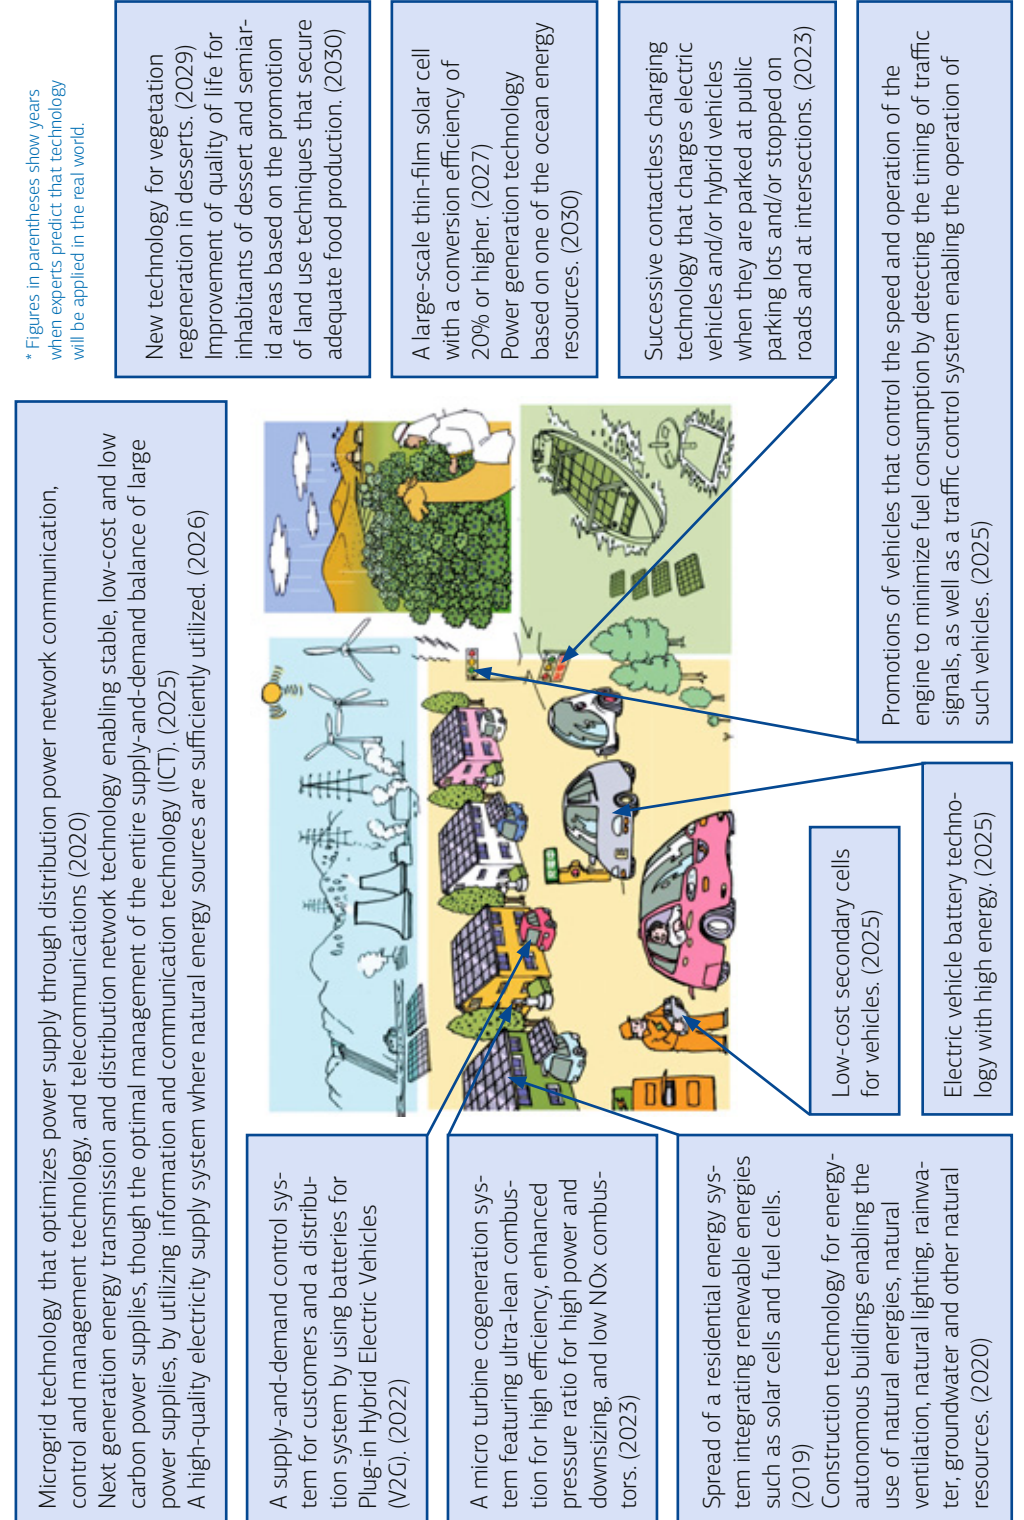 * Figures in parentheses show years
when experts predict that technology
will be applied in the real world.
Microgrid technology that optimizes power supply through distribution power network communication,
control and management technology, and telecommunications (2020)
Next generation energy transmission and distribution network technology enabling stable, low-cost and low
carbon power supplies, though the optimal management of the entire supply-and-demand balance of large
power supplies, by utilizing information and communication technology (ICT). (2025)
A high-quality electricity supply system where natural energy sources are sufficiently utilized. (2026)
New technology for vegetation
regeneration in desserts. (2029)
Improvement of quality of life for
inhabitants of dessert and semiar-
id areas based on the promotion
of land use techniques that secure
adequate food production. (2030)
A large-scale thin-film solar cell
with a conversion efficiency of
20% or higher. (2027)
Power generation technology
based on one of the ocean energy
resources. (2030)
Successive contactless charging
technology that charges electric
vehicles and/or hybrid vehicles
when they are parked at public
parking lots and/or stopped on
roads and at intersections. (2023)
A supply-and-demand control sys-
tem for customers and a distribu-
tion system by using batteries for
Plug-in Hybrid Electric Vehicles
(V2G). (2022)
A micro turbine cogeneration sys-
tem featuring ultra-lean combus-
tion for high efficiency, enhanced
pressure ratio for high power and
downsizing, and low NOx combus-
tors. (2023)
Spread of a residential energy sys-
tem integrating renewable energies
such as solar cells and fuel cells.
(2019)
Construction technology for energy-
autonomous buildings enabling the
use of natural energies, natural
ventilation, natural lighting, rainwa-
ter, groundwater and other natural
resources. (2020)
Low-cost secondary cells
for vehicles. (2025)
Electric vehicle battery techno-
logy with high energy. (2025)
Promotions of vehicles that control the speed and operation of the
engine to minimize fuel consumption by detecting the timing of traffic
signals, as well as a traffic control system enabling the operation of
such vehicles. (2025)